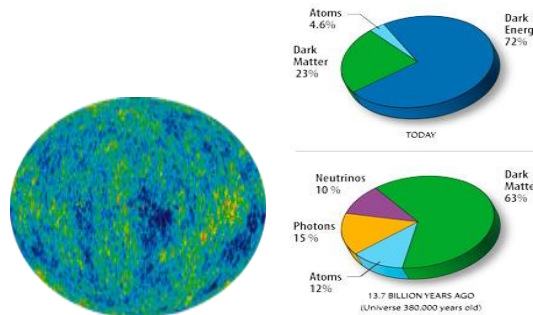 Atoms
4.6%
Dark
Energ
72%
Dark
Matter
23%
TODAY
Neutrinos
10 %
Dark
Matte
63%
Photons
15 %
Atoms
12%
13.7 BILLION YEARS AGO
(Universe 380,000 years old)